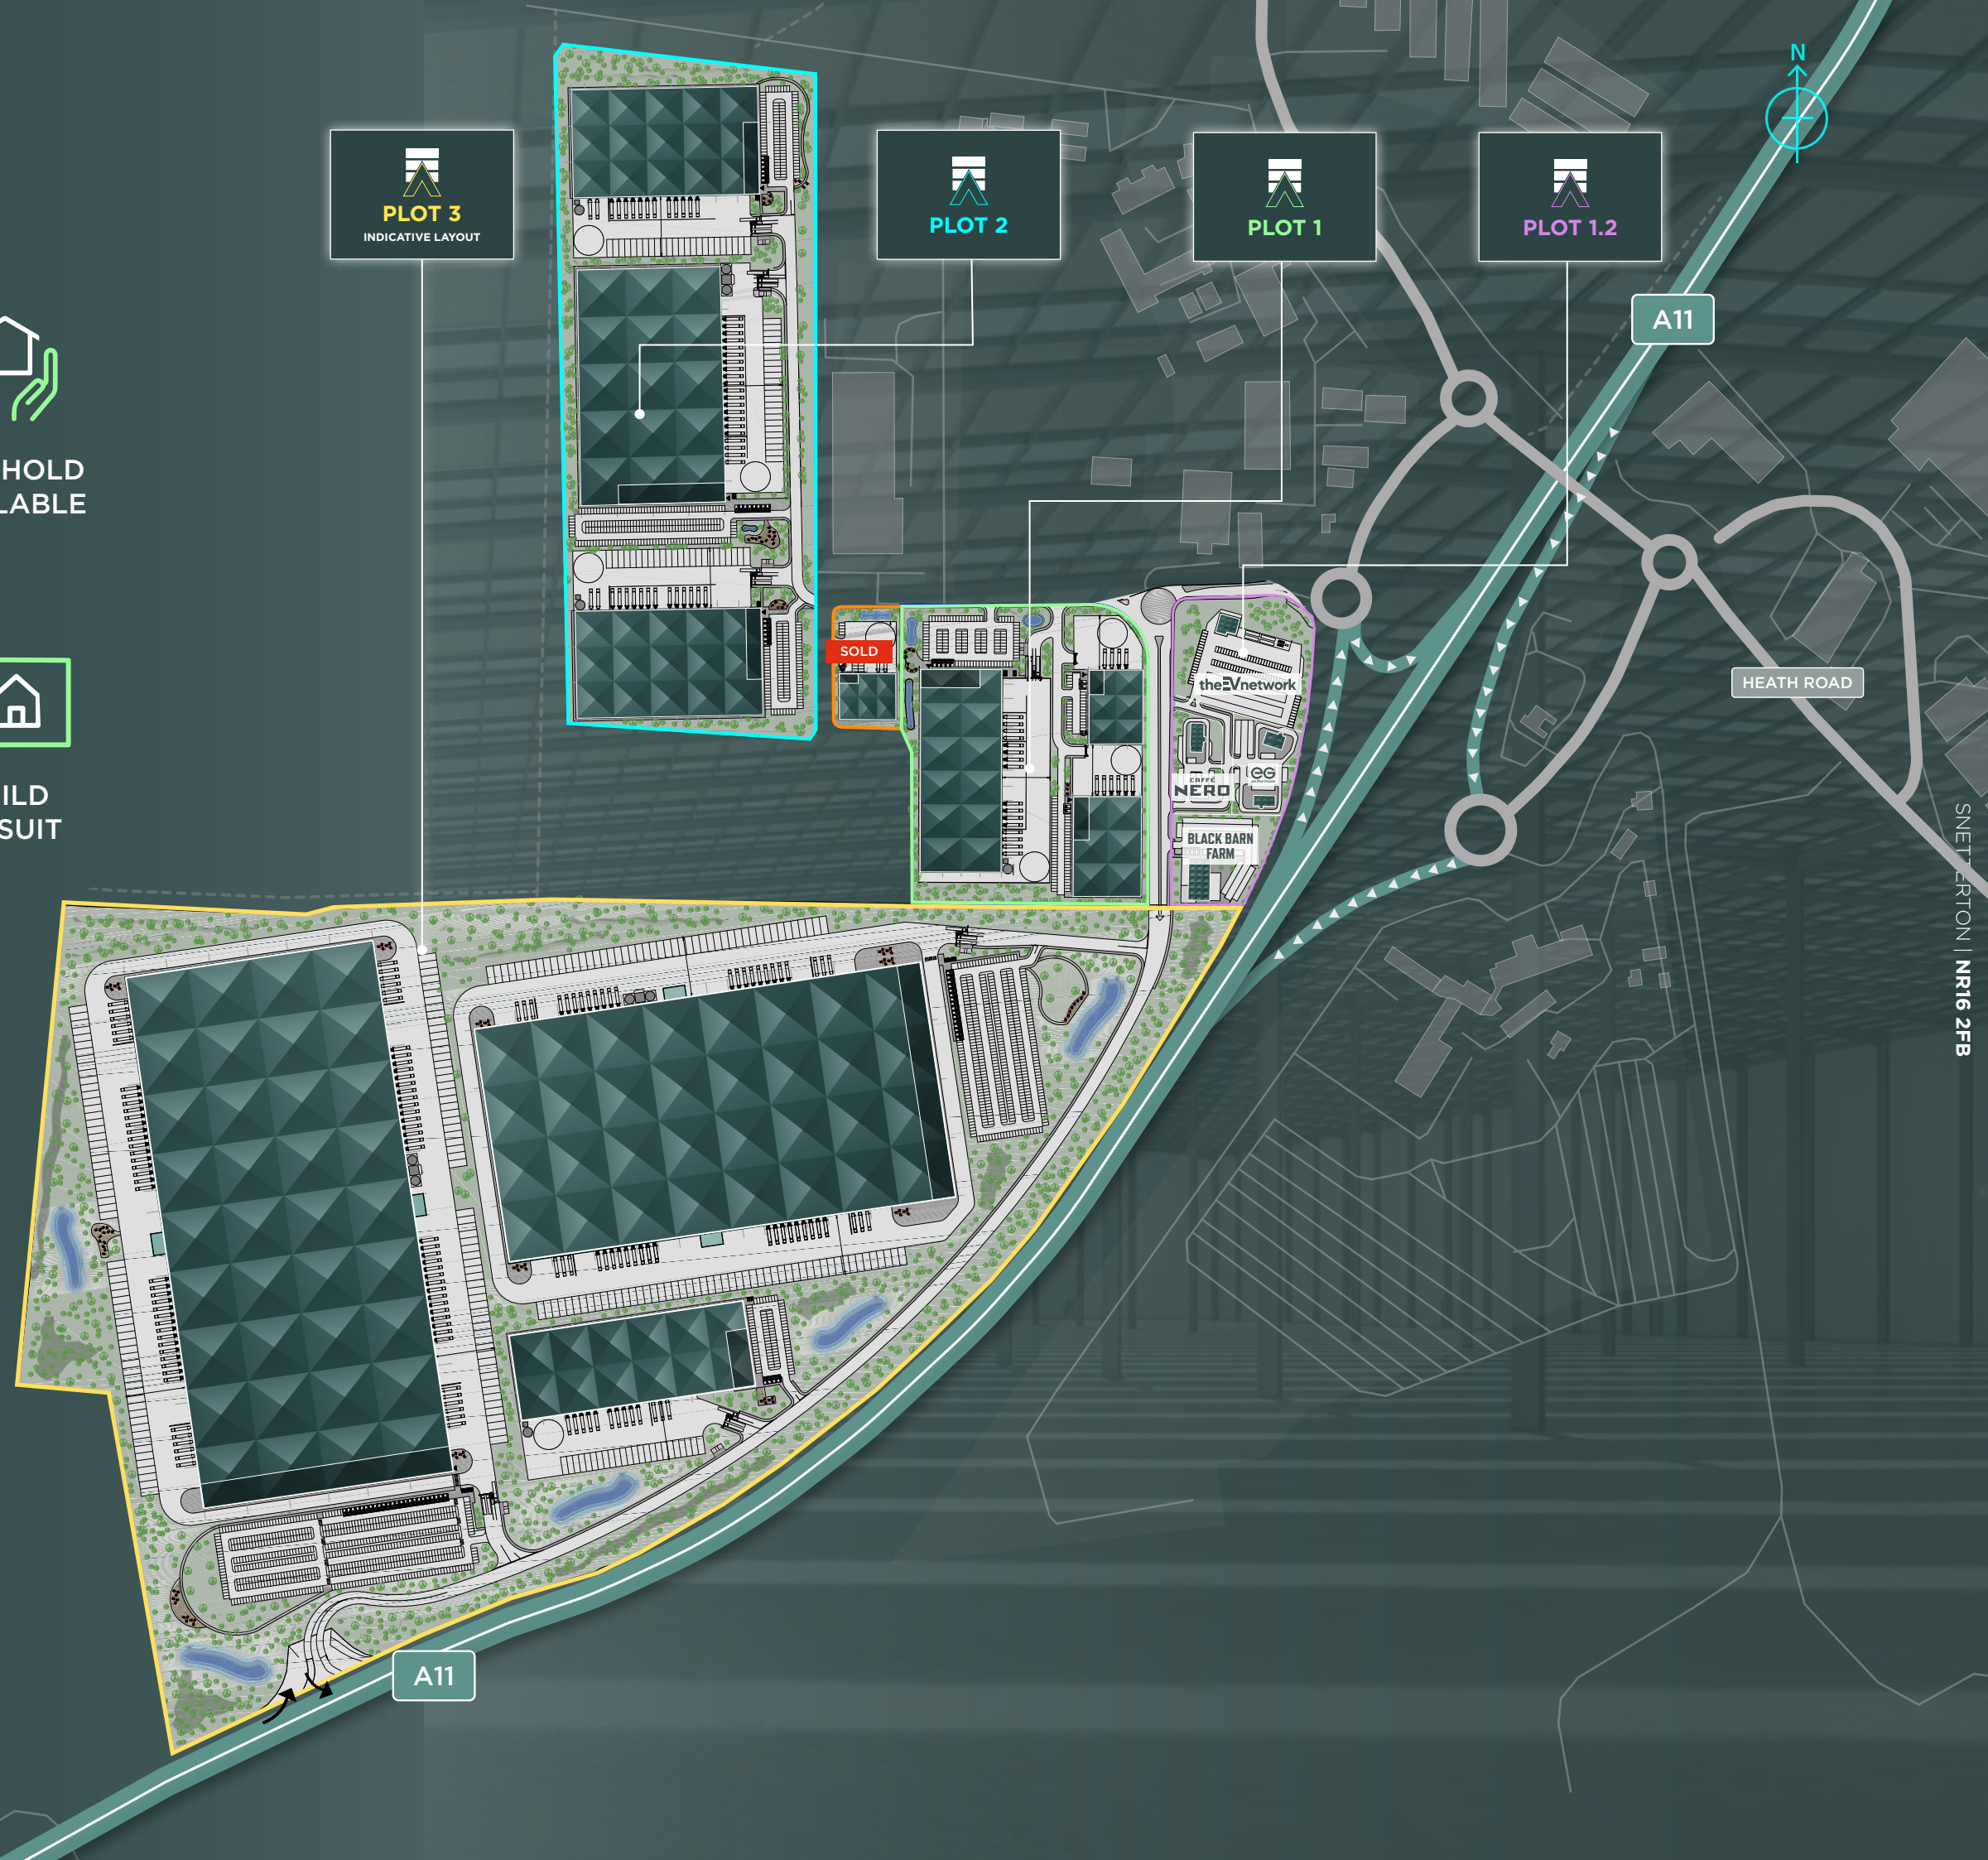 PLOT 3
INDICATIVE LAYOUT
PLOT 2
PLOT 1
PLOT 1.2
N
A11
HOLD
LABLE
SOLD
theEVnetwork
HEATH ROAD
CAFFÈ
NERO
EG
ILD
SUIT
BLACK BARN
FARM
SNETTERTON | NR16 2FB
A11